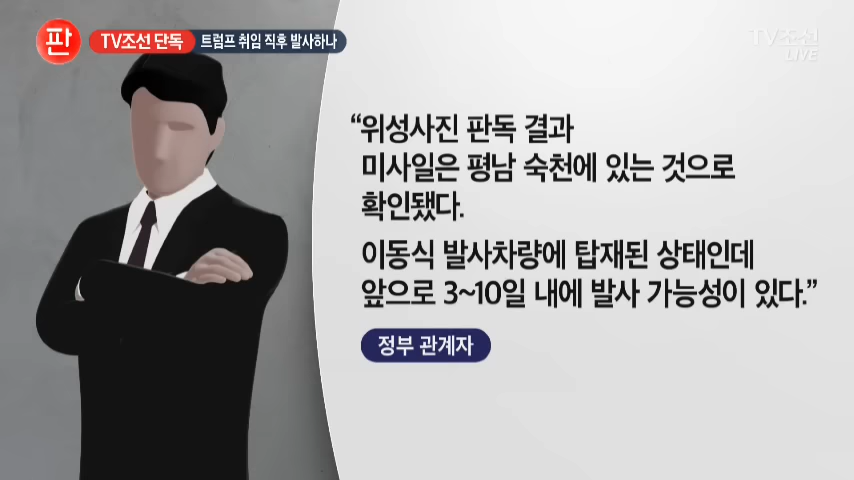 판
TV조선 단독
트럼프 취임 직후 발사하나
TV조선
LIVE
“위성사진 판독 결과
미사일은 평남 숙천에 있는 것으로
확인됐다.
이동식 발사차량에 탑재된 상태인데
앞으로 3~10일 내에 발사 가능성이 있다.”
정부 관계자